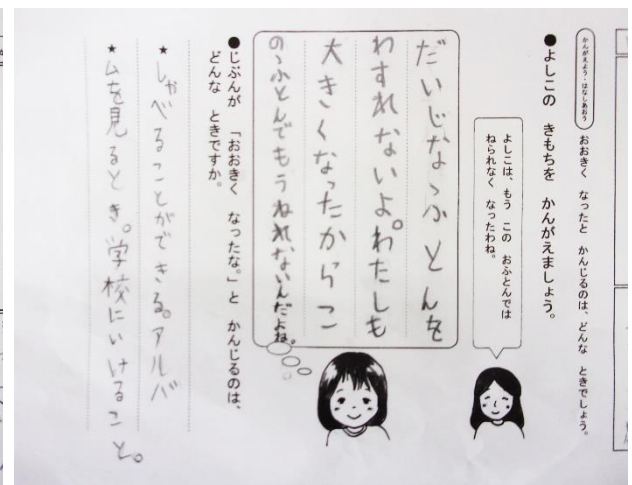 かんがえよう・はなしあおう
おおきく なったと かんじるのは、どんな ときでしょう。
●よしこの きもちを かんがえましょう。
よしこは、もう この おふとんでは
ねられなく なったわね。
だいじなふとんを
わすれないよ。わたしも
大きくなったからこ
のふとんでもうねれないんだよね。
●じぶんが 「おおきく なったな。」と かんじるのは、
どんな ときですか。
★しゃべることができる。アルバ
★ムを見るとき。学校にいけること。